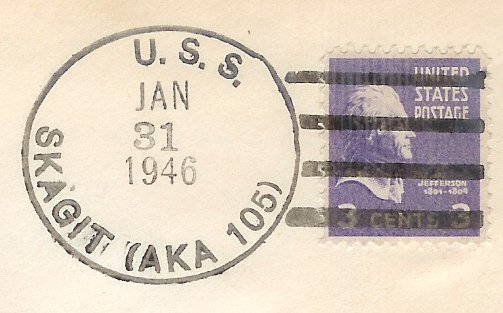 U. S. S.
JAN
31
1946
SKAGIT (AKA 105)
UNITED
STATES
POSTAGE
JEFFERSON
1801-1809
3 CENTS 3